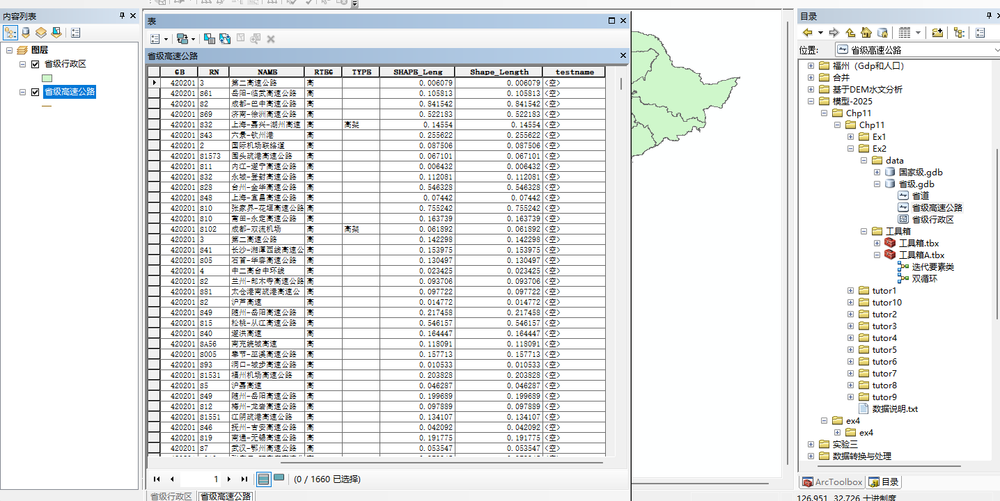 内容列表
图层
省级行政区
省级高速公路
表
省级高速公路
GB RN NAME RTEG TYPE SHAPE_Leng Shape_Length testname
420201 3 第二高速公路 高 0.006079 0.006079 <空>
420201 S61 岳阳-临武高速公路 高 0.105813 0.105813 <空>
420201 S2 成都-巴中高速公路 高 0.841542 0.841542 <空>
420201 S69 济南-徐州高速公路 高 0.522183 0.522183 <空>
420201 S32 上海-嘉兴-湖州高速 高 高架 0.14554 0.14554 <空>
420201 S43 六景-钦州港 高 0.255622 0.255622 <空>
420201 2 国际机场联络道 高 0.087506 0.087506 <空>
420201 S1573 围头疏港高速公路 高 0.067101 0.067101 <空>
420201 S11 内江-遂宁高速公路 高 0.006432 0.006432 <空>
420201 S32 永城-登封高速公路 高 0.112081 0.112081 <空>
420201 S28 台州-金华高速公路 高 0.546328 0.546328 <空>
420201 S48 上海-宜昌高速公路 高 0.07442 0.07442 <空>
420201 S10 张家界-花垣高速公路 高 0.755242 0.755242 <空>
420201 S10 莆田-永定高速公路 高 0.163739 0.163739 <空>
420201 S102 成都-双流机场 高 高架 0.061892 0.061892 <空>
420201 3 第二高速公路 高 0.142298 0.142298 <空>
420201 S41 长沙-湘潭西线高速公 高 0.153975 0.153975 <空>
420201 S05 石首-华容高速公路 高 0.130497 0.130497 <空>
420201 4 中二高台中环线 高 0.023425 0.023425 <空>
420201 S2 兰州-郎木寺高速公路 高 0.093706 0.093706 <空>
420201 S81 太仓港南疏港高速公 高 0.097722 0.097722 <空>
420201 S2 沪芦高速 高 0.014772 0.014772 <空>
420201 S49 随州-岳阳高速公路 高 0.217458 0.217458 <空>
420201 S15 松桃-从江高速公路 高 0.546157 0.546157 <空>
420201 S40 遂洪高速 高 0.164447 0.164447 <空>
420201 SA56 南充绕城高速 高 0.118091 0.118091 <空>
420201 S005 奉节-巫溪高速公路 高 0.157713 0.157713 <空>
420201 S93 洞口-城步高速公路 高 0.010533 0.010533 <空>
420201 S1531 福州机场高速公路 高 0.203828 0.203828 <空>
420201 S5 沪嘉高速 高 0.046287 0.046287 <空>
420201 S49 随州-岳阳高速公路 高 0.199689 0.199689 <空>
420201 S12 梅州-龙岩高速公路 高 0.097889 0.097889 <空>
420201 S1551 江阴疏港高速公路 高 0.134107 0.134107 <空>
420201 S46 抚州-吉安高速公路 高 0.042092 0.042092 <空>
420201 S19 南通-无锡高速公路 高 0.191775 0.191775 <空>
420201 S7 武汉-鄂州高速公路 高 0.053547 0.053547 <空>
1
(0 / 1660 已选择)
省级行政区 省级高速公路
目录
位置: 省级高速公路
福州（Gdp和人口）
合并
基于DEM水文分析
模型-2025
Chp11
Chp11
Ex1
Ex2
data
国家级.gdb
省级.gdb
省道
省级高速公路
省级行政区
工具箱
工具箱.tbx
工具箱A.tbx
迭代要素类
双循环
tutor1
tutor10
tutor2
tutor3
tutor4
tutor5
tutor6
tutor7
tutor8
tutor9
数据说明.txt
ex4
ex4
实验三
数据转换与处理
ArcToolbox 目录
126.951 32.726 十进制度